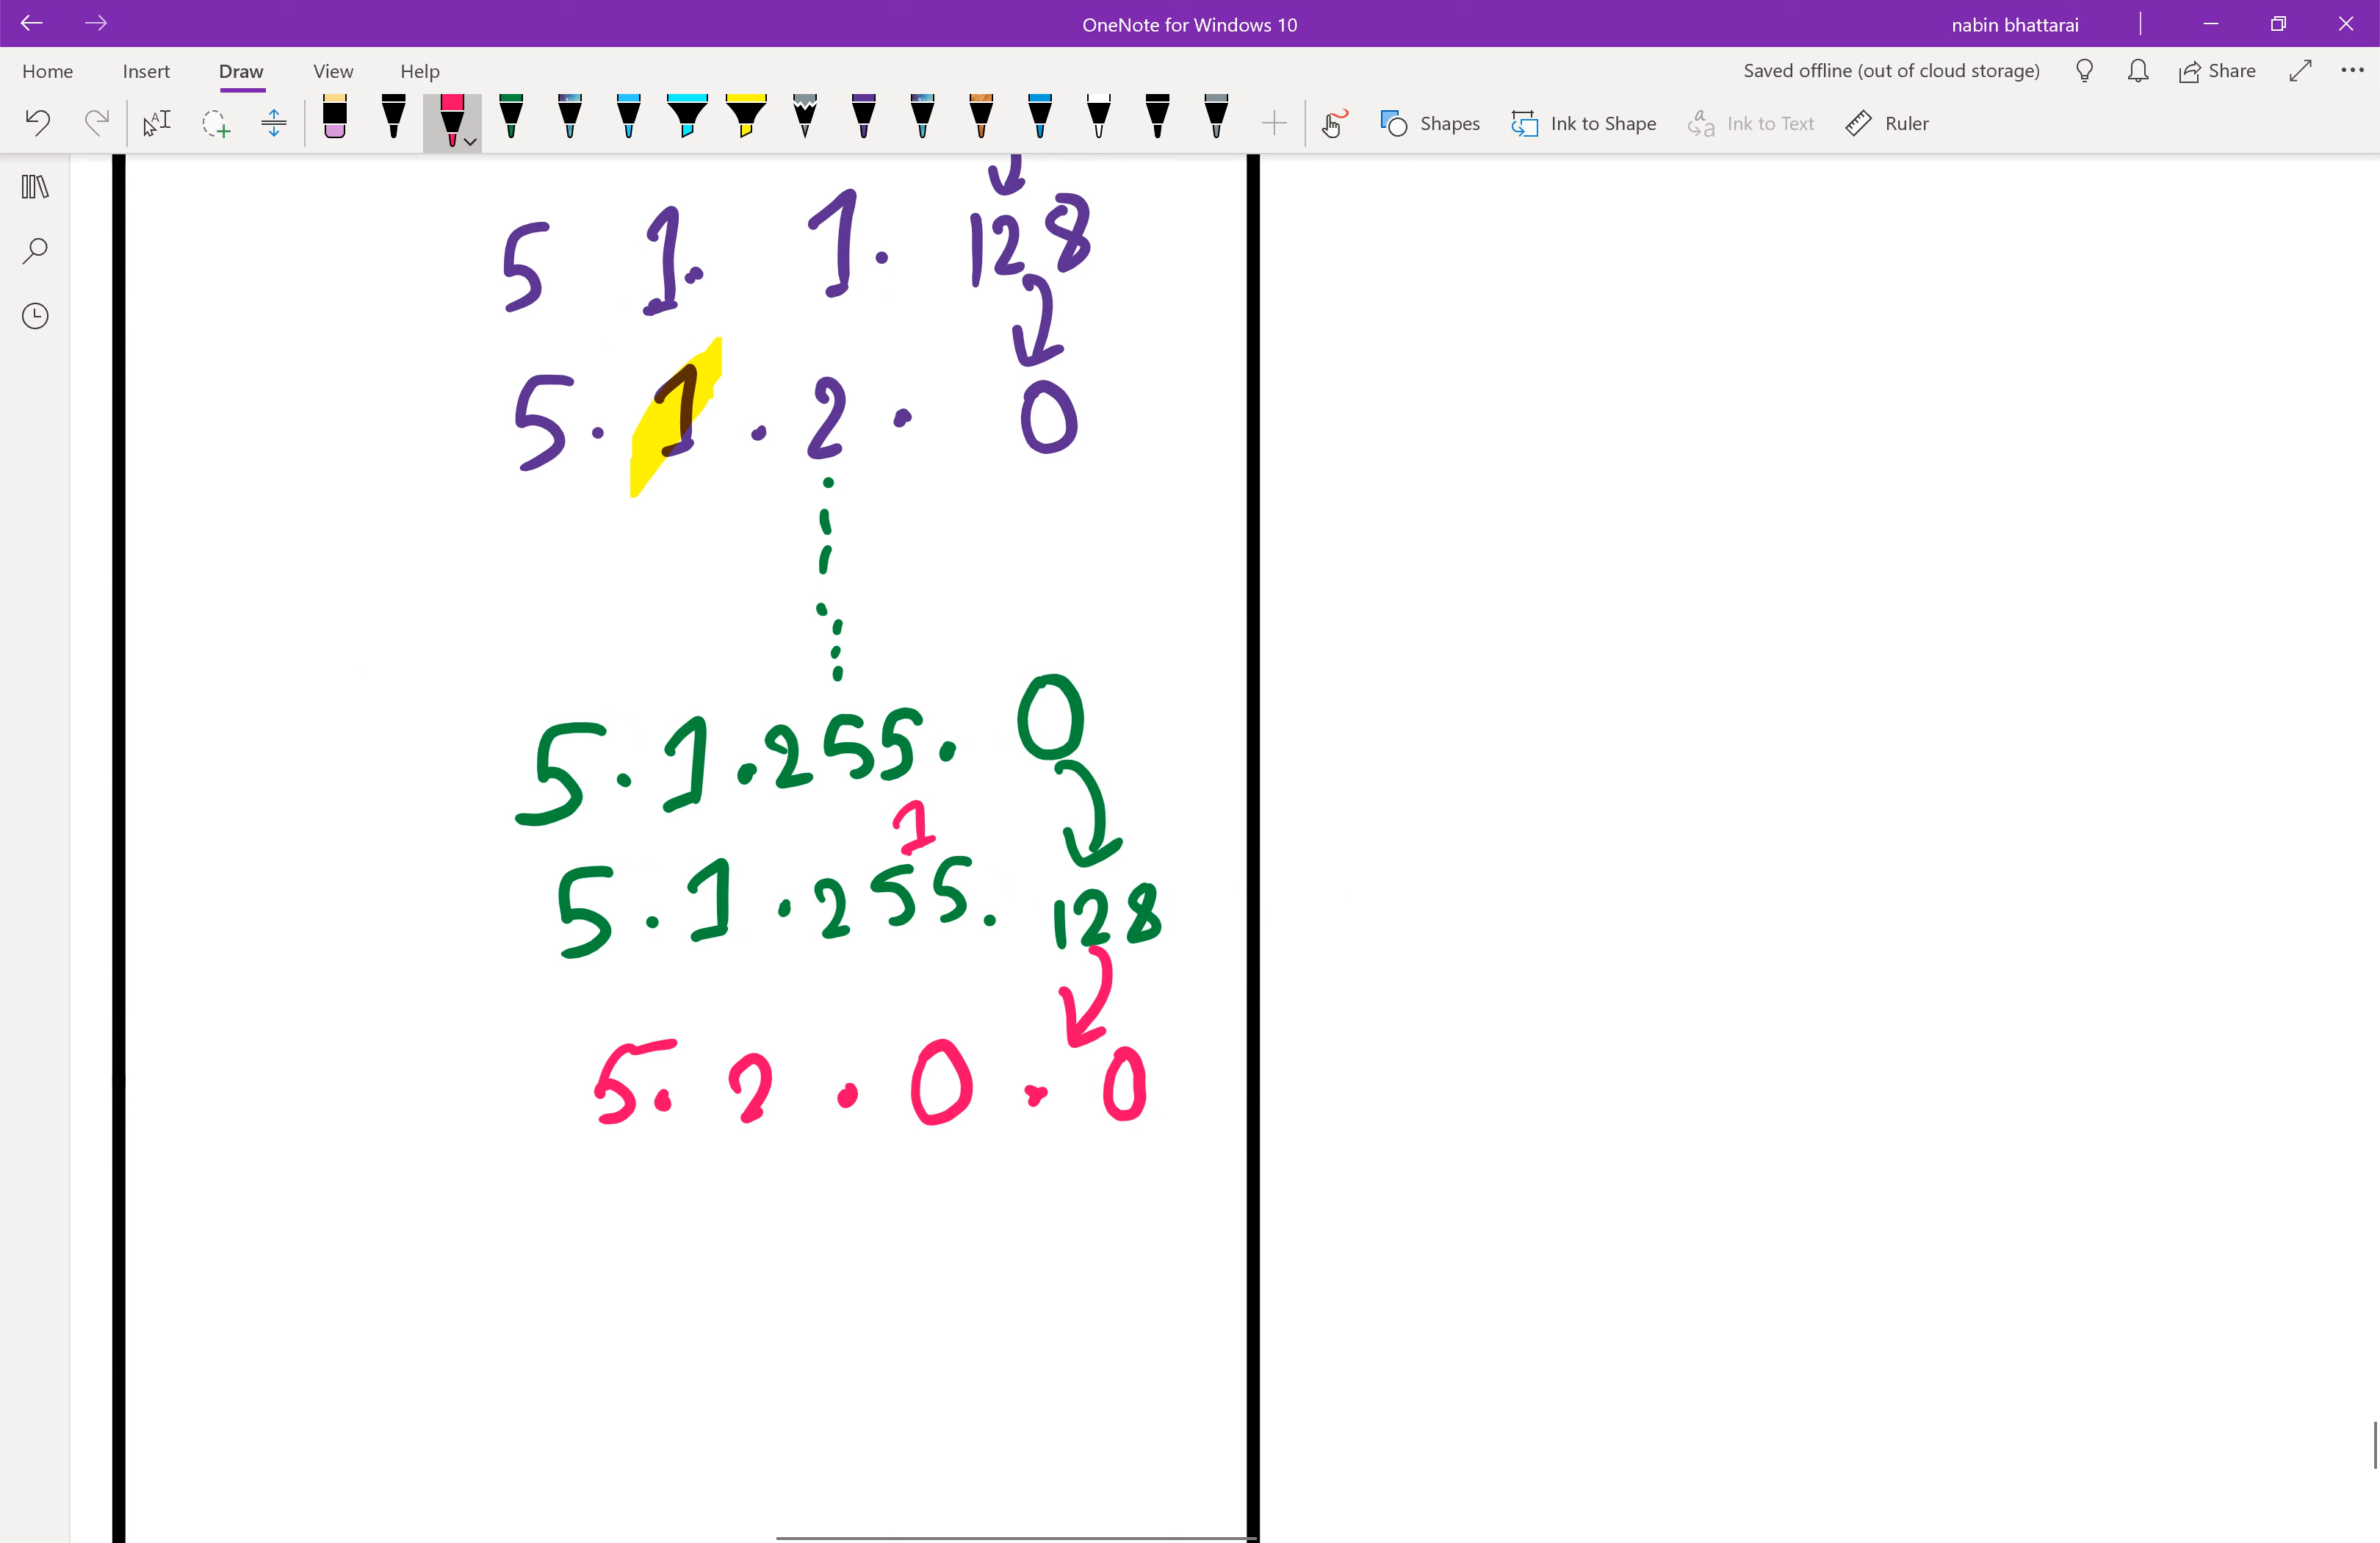 OneNote for Windows 10
nabin bhattarai
Home Insert Draw View Help
Saved offline (out of cloud storage)
Share
Shapes
Ink to Shape
Ink to Text
Ruler
5 1. 1. 128
5. 1. 2. 0
5. 1. 255. 0
1
5. 1. 255. 128
5. 2. 0. 0